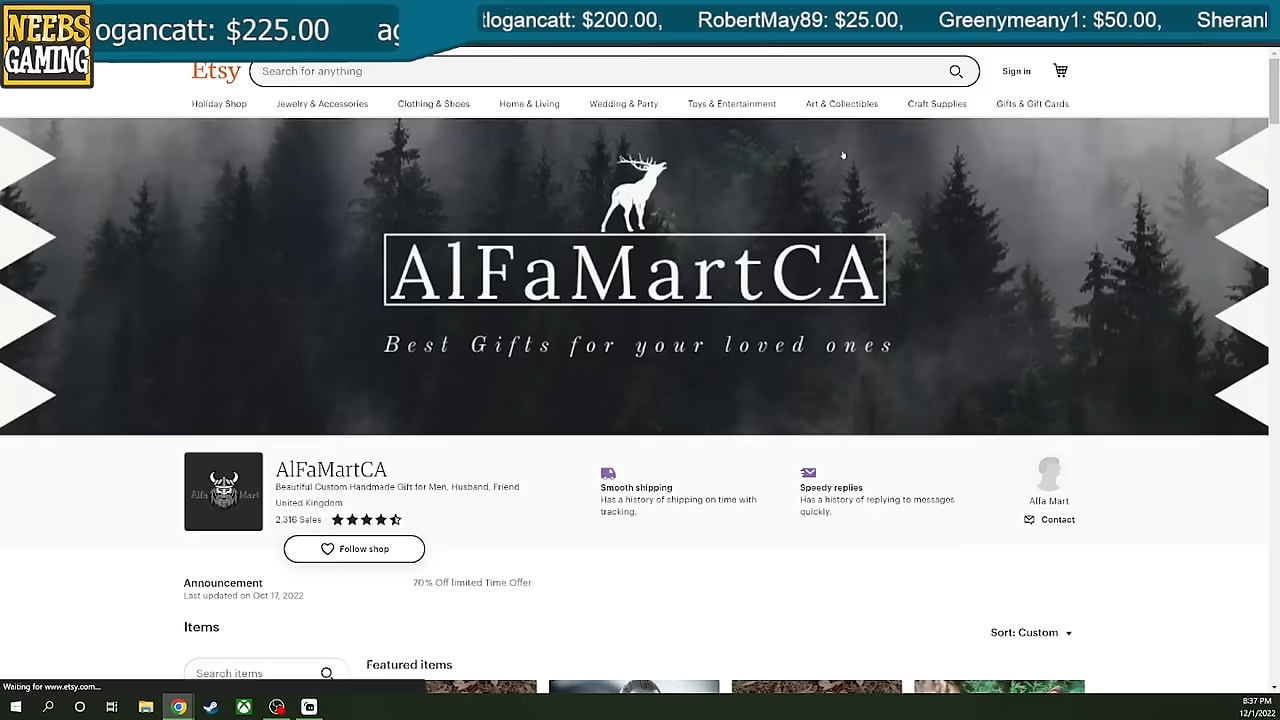 NEEBS
GAMING
ogancatt: $225.00
logancatt: $200.00, RobertMay89: $25.00, Greenymeany1: $50.00,
Etsy
Search for anything
Sign in
Holiday Shop Jewelry & Accessories Clothing & Shoes Home & Living Wedding & Party Toys & Entertainment Art & Collectibles Craft Supplies Gifts & Gift Cards
AlFaMartCA
Best Gifts for your loved ones
Alfa Mart
AlFaMartCA
Beautiful Custom Handmade Gift for Men, Husband, Friend
United Kingdom
2,316 Sales
Follow shop
Smooth shipping
Has a history of shipping on time with
tracking.
Speedy replies
Has a history of replying to messages
quickly.
Alfa Mart
Contact
Announcement
Last updated on Oct 17, 2022
70% Off limited Time Offer
Items
Sort: Custom
Search items
Featured items
Waiting for www.etsy.com...
8:37 PM
12/1/2022